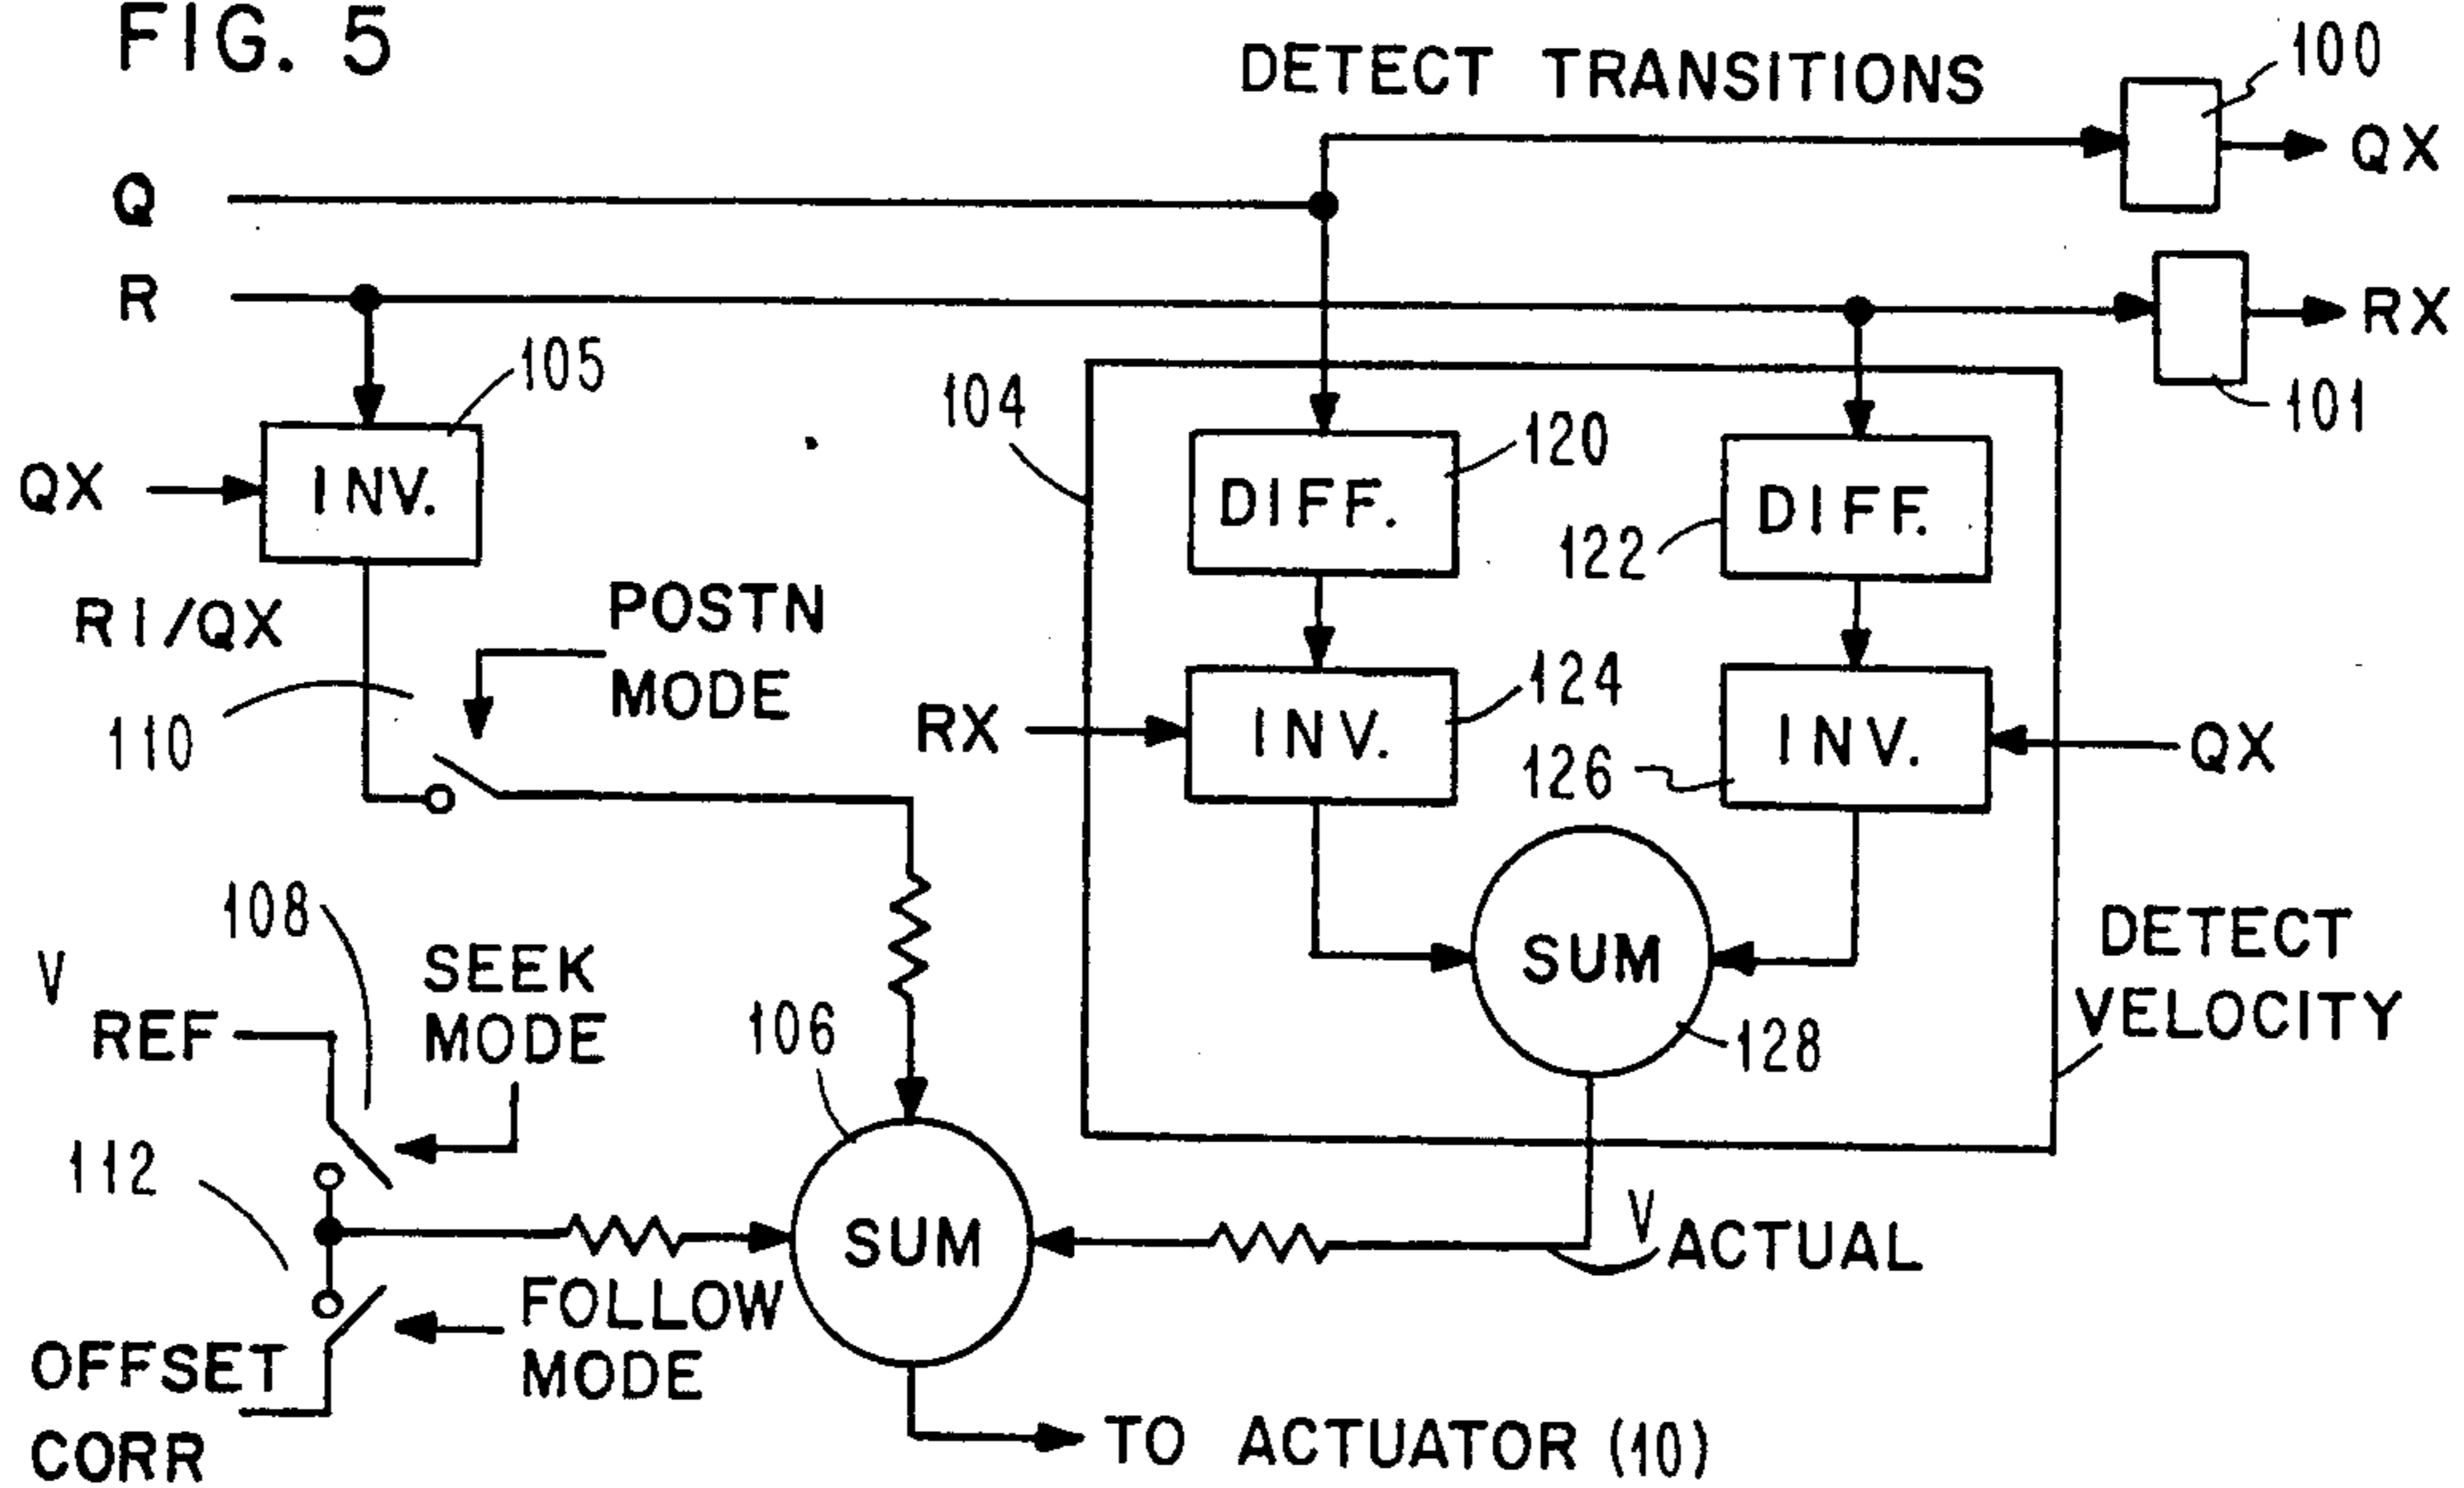 FIG. 5
DETECT TRANSITIONS
100
QX
Q
R
RX
101
105
104
QX
INV.
DIFF.
120
122
DIFF.
RI/QX
POSTN
MODE
110
RX
INV.
124
126
INV.
QX
108
SEEK
MODE
V
REF
106
SUM
128
DETECT
VELOCITY
112
SUM
V
ACTUAL
FOLLOW
MODE
OFFSET
CORR
TO ACTUATOR (10)